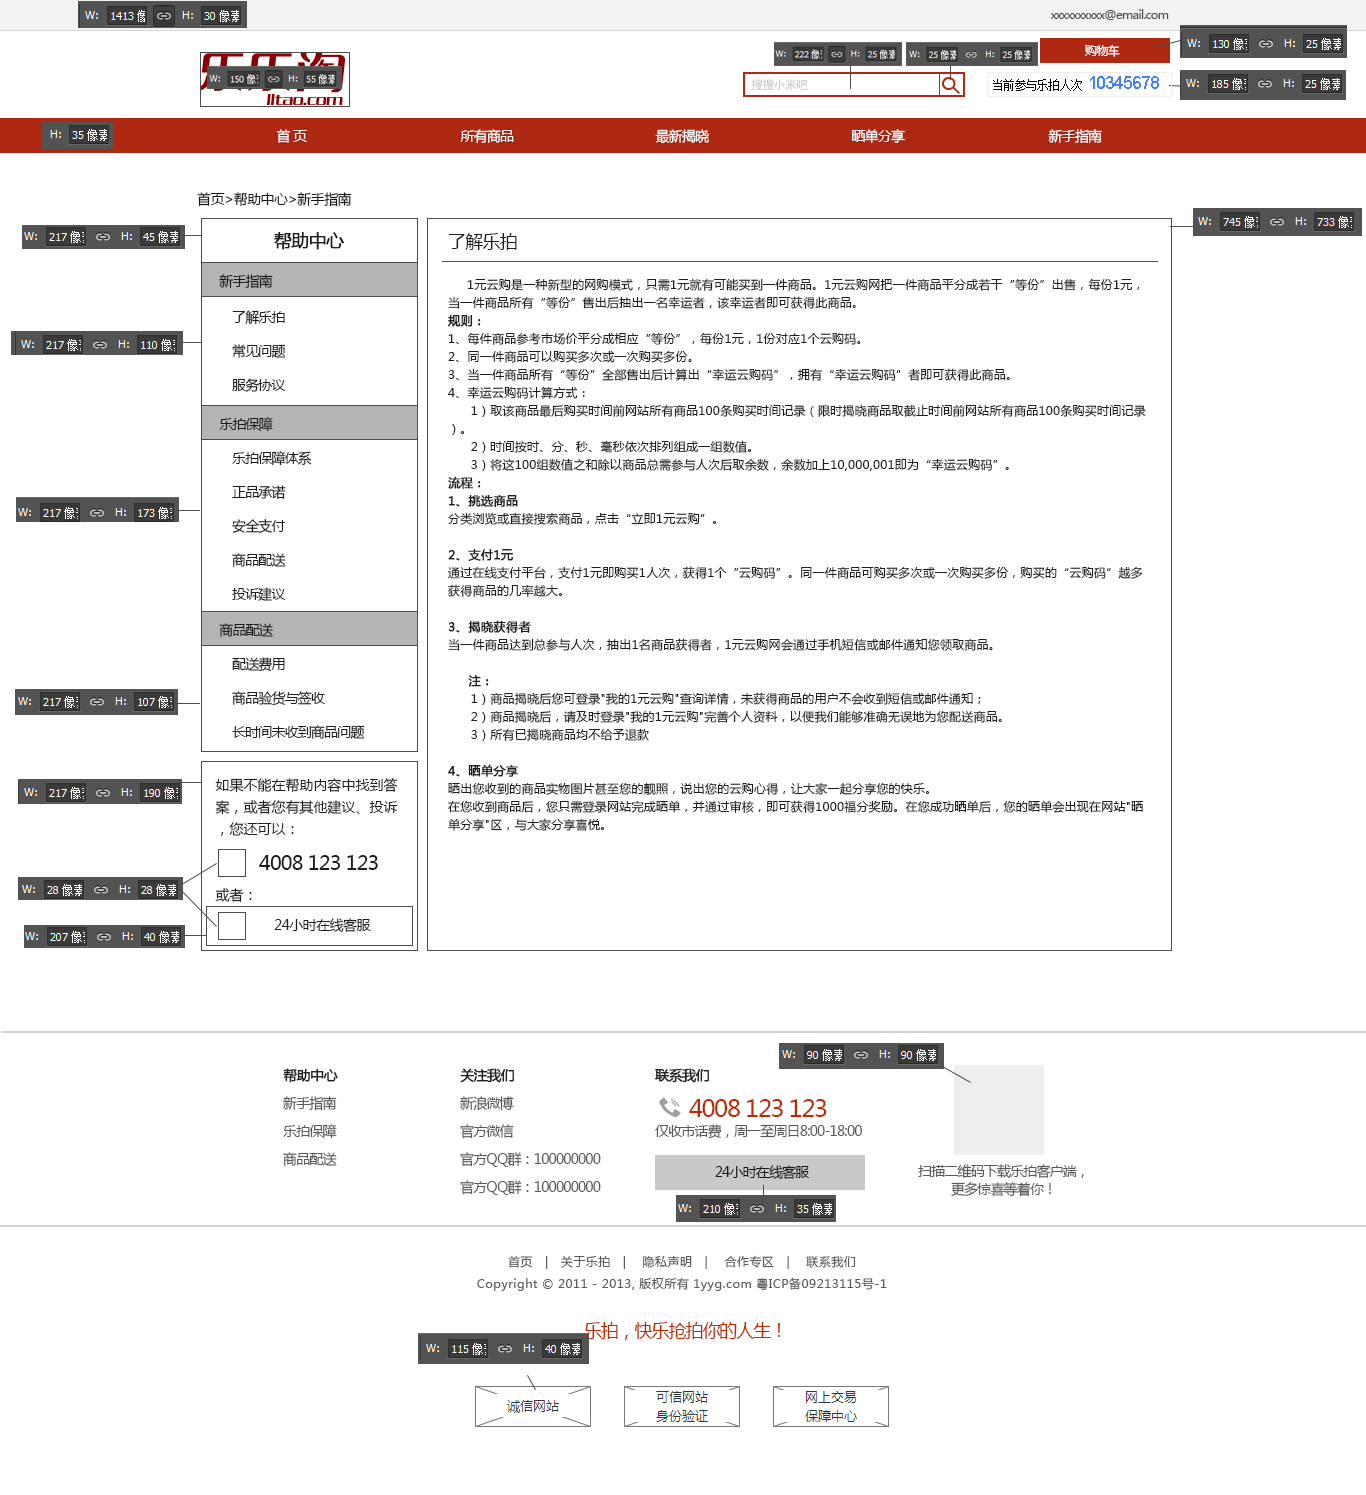 W: 1413 像 H: 30 像素
xxxxxxxxxx@email.com
乐乐淘
lltao.com
W: 150 像素 H: 55 像素
W: 222 像 H: 25 像素
W: 25 像素 H: 25 像素
购物车
W: 130 像素 H: 25 像素
搜搜小米吧
当前参与乐拍人次 10345678
W: 185 像素 H: 25 像素
H: 35 像素
首 页
所有商品
最新揭晓
晒单分享
新手指南
首页>帮助中心>新手指南
W: 217 像 H: 45 像素
帮助中心
新手指南
了解乐拍
常见问题
服务协议
W: 217 像 H: 110 像
乐拍保障
乐拍保障体系
正品承诺
安全支付
商品配送
投诉建议
W: 217 像 H: 173 像
商品配送
配送费用
商品验货与签收
长时间未收到商品问题
W: 217 像 H: 107 像
W: 217 像 H: 190 像
如果不能在帮助内容中找到答
案，或者您有其他建议、投诉
，您还可以：
4008 123 123
或者：
24小时在线客服
W: 28 像素 H: 28 像素
W: 207 像 H: 40 像素
W: 745 像 H: 733 像
了解乐拍
1元云购是一种新型的网购模式，只需1元就有可能买到一件商品。1元云购网把一件商品平分成若干“等份”出售，每份1元，
当一件商品所有“等份”售出后抽出一名幸运者，该幸运者即可获得此商品。
规则：
1、每件商品参考市场价平分成相应“等份”，每份1元，1份对应1个云购码。
2、同一件商品可以购买多次或一次购买多份。
3、当一件商品所有“等份”全部售出后计算出“幸运云购码”，拥有“幸运云购码”者即可获得此商品。
4、幸运云购码计算方式：
1）取该商品最后购买时间前网站所有商品100条购买时间记录（限时揭晓商品取截止时间前网站所有商品100条购买时间记录
）。
2）时间按时、分、秒、毫秒依次排列组成一组数值。
3）将这100组数值之和除以商品总需参与人次后取余数，余数加上10,000,001即为“幸运云购码”。
流程：
1、挑选商品
分类浏览或直接搜索商品，点击“立即1元云购”。
2、支付1元
通过在线支付平台，支付1元即购买1人次，获得1个“云购码”。同一件商品可购买多次或一次购买多份，购买的“云购码“越多
获得商品的几率越大。
3、揭晓获得者
当一件商品达到总参与人次，抽出1名商品获得者，1元云购网会通过手机短信或邮件通知您领取商品。
注：
1）商品揭晓后您可登录"我的1元云购"查询详情，未获得商品的用户不会收到短信或邮件通知；
2）商品揭晓后，请及时登录"我的1元云购"完善个人资料，以便我们能够准确无误地为您配送商品。
3）所有已揭晓商品均不给予退款
4、晒单分享
晒出您收到的商品实物图片甚至您的靓照，说出您的云购心得，让大家一起分享您的快乐。
在您收到商品后，您只需登录网站完成晒单，并通过审核，即可获得1000福分奖励。在您成功晒单后，您的晒单会出现在网站"晒
单分享"区，与大家分享喜悦。
帮助中心
新手指南
乐拍保障
商品配送
关注我们
新浪微博
官方微信
官方QQ群：100000000
官方QQ群：100000000
联系我们
4008 123 123
仅收市话费，周一至周日8:00-18:00
24小时在线客服
W: 210 像 H: 35 像素
W: 90 像素 H: 90 像素
扫描二维码下载乐拍客户端，
更多惊喜等着你！
首页 | 关于乐拍 | 隐私声明 | 合作专区 | 联系我们
Copyright © 2011 - 2013, 版权所有 1yyg.com 粤ICP备09213115号-1
乐拍，快乐抢拍你的人生！
W: 115 像 H: 40 像素
诚信网站
可信网站
身份验证
网上交易
保障中心